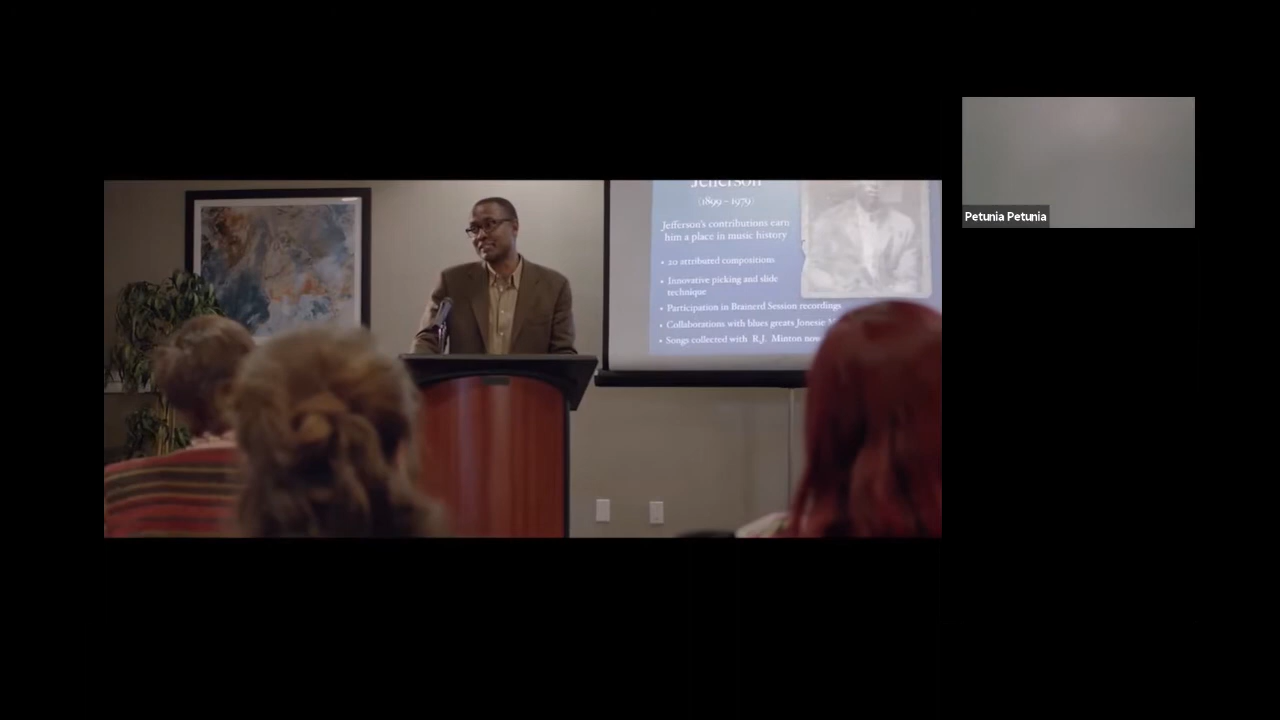 Jefferson
(1899 - 1979)
Jefferson's contributions earn
him a place in music history
• 20 attributed compositions
• Innovative picking and slide
technique
• Participation in Brainerd Session recordings
• Collaborations with blues greats Jonesie
• Songs collected with R.J. Minton now
Petunia Petunia